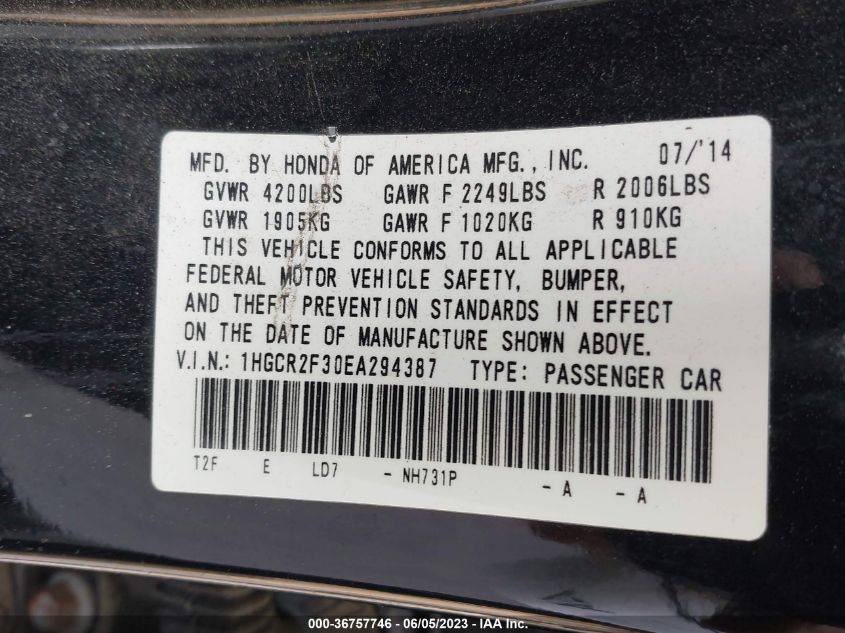 MFD. BY HONDA OF AMERICA MFG., INC. 07/'14
GVWR 4200LBS GAWR F 2249LBS R 2006LBS
GVWR 1905KG GAWR F 1020KG R 910KG
THIS VEHICLE CONFORMS TO ALL APPLICABLE
FEDERAL MOTOR VEHICLE SAFETY, BUMPER,
AND THEFT PREVENTION STANDARDS IN EFFECT
ON THE DATE OF MANUFACTURE SHOWN ABOVE.
V.I.N.: 1HGCR2F30EA294387 TYPE: PASSENGER CAR
T2F E LD7 - NH731P - A - A
000-36757746 - 06/05/2023 - IAA Inc.